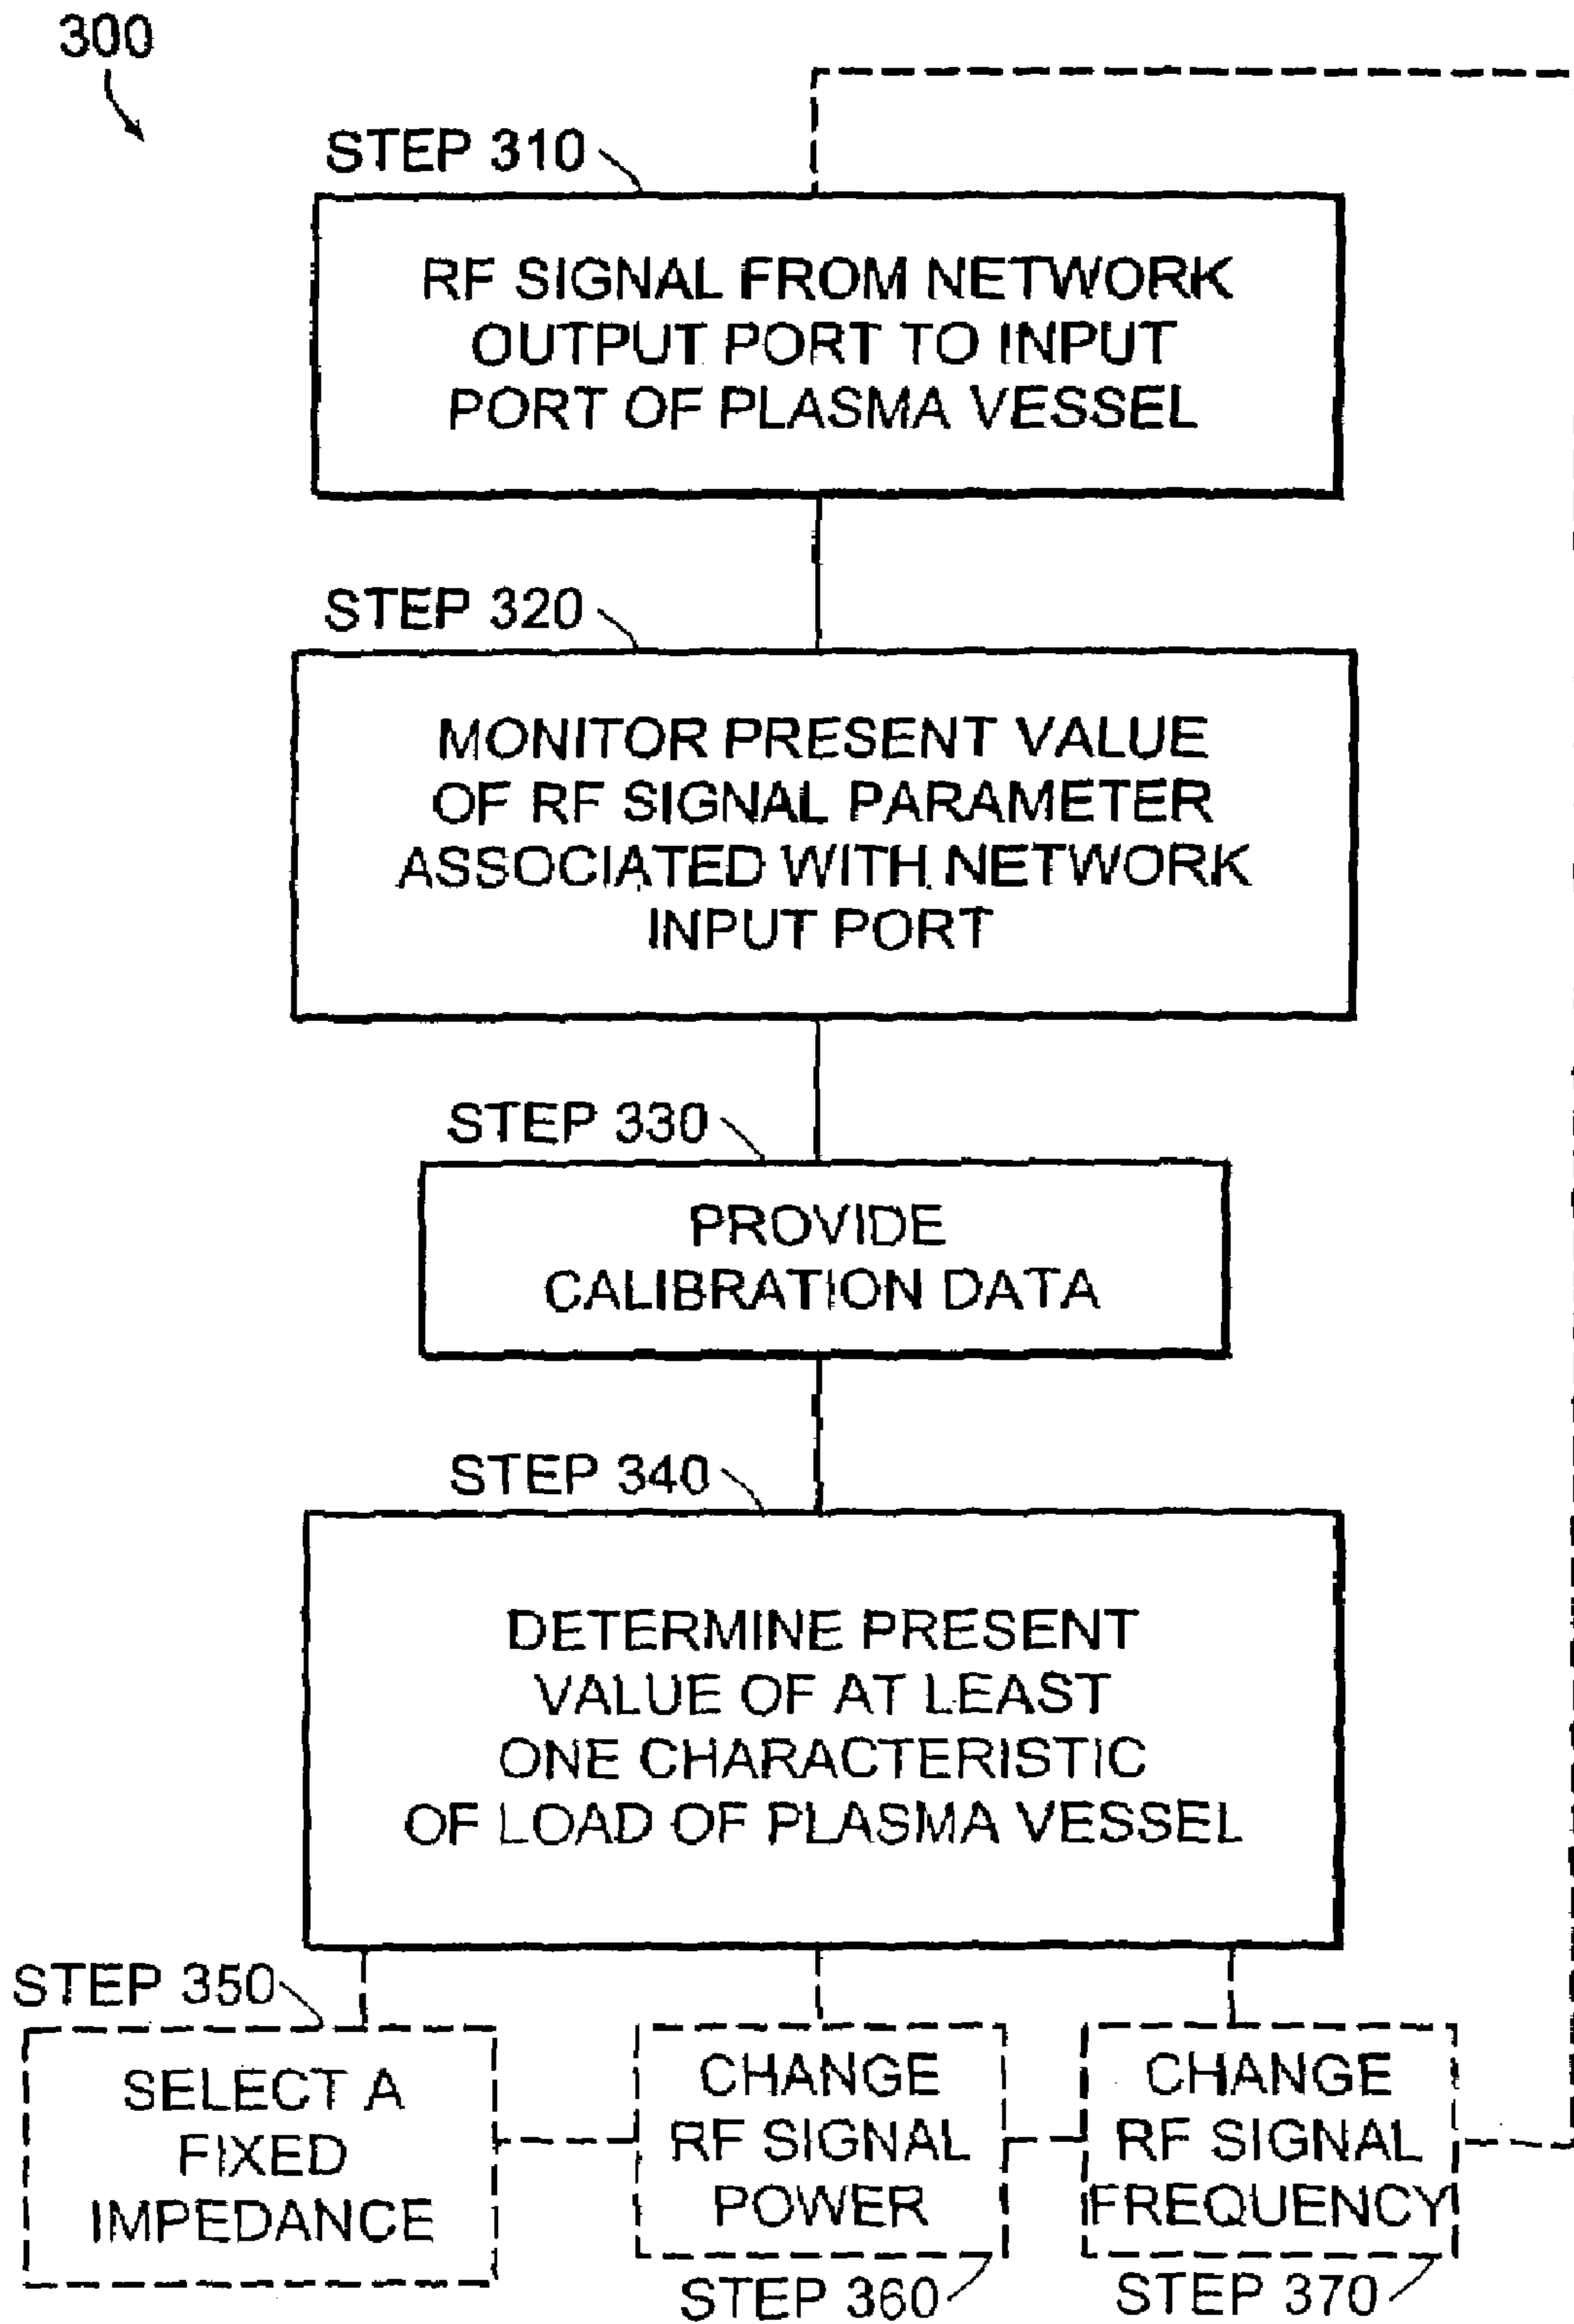 300
STEP 310
RF SIGNAL FROM NETWORK
OUTPUT PORT TO INPUT
PORT OF PLASMA VESSEL
STEP 320
MONITOR PRESENT VALUE
OF RF SIGNAL PARAMETER
ASSOCIATED WITH NETWORK
INPUT PORT
STEP 330
PROVIDE
CALIBRATION DATA
STEP 340
DETERMINE PRESENT
VALUE OF AT LEAST
ONE CHARACTERISTIC
OF LOAD OF PLASMA VESSEL
STEP 350
SELECT A
FIXED
IMPEDANCE
CHANGE
RF SIGNAL
POWER
STEP 360
CHANGE
RF SIGNAL
FREQUENCY
STEP 370